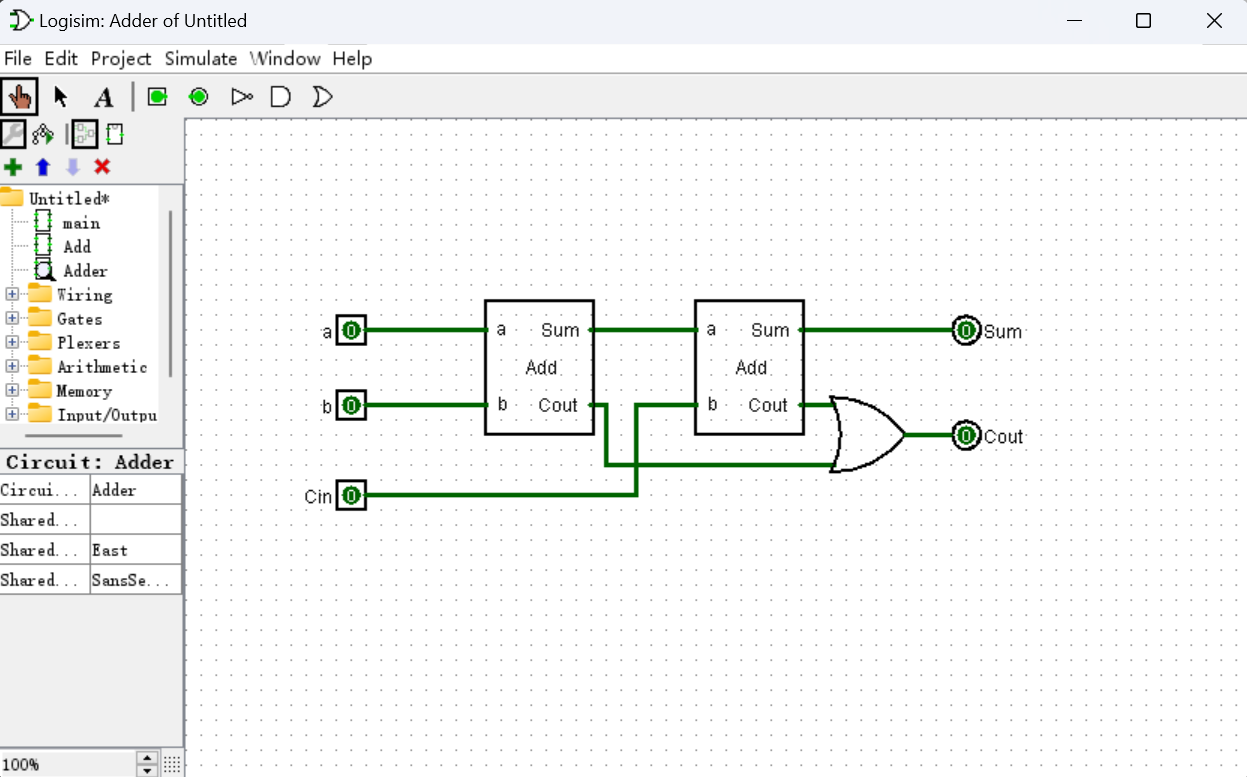 Logisim: Adder of Untitled
File Edit Project Simulate Window Help
A
Untitled*
main
Add
Adder
Wiring
Gates
Plexers
Arithmetic
Memory
Input/Outpu
Circuit: Adder
Circui... Adder
Shared...
Shared... East
Shared... SansSe...
100%
a 0 a Sum a Sum 0 Sum
Add Add
b 0 b Cout b Cout
0 Cout
Cin 0